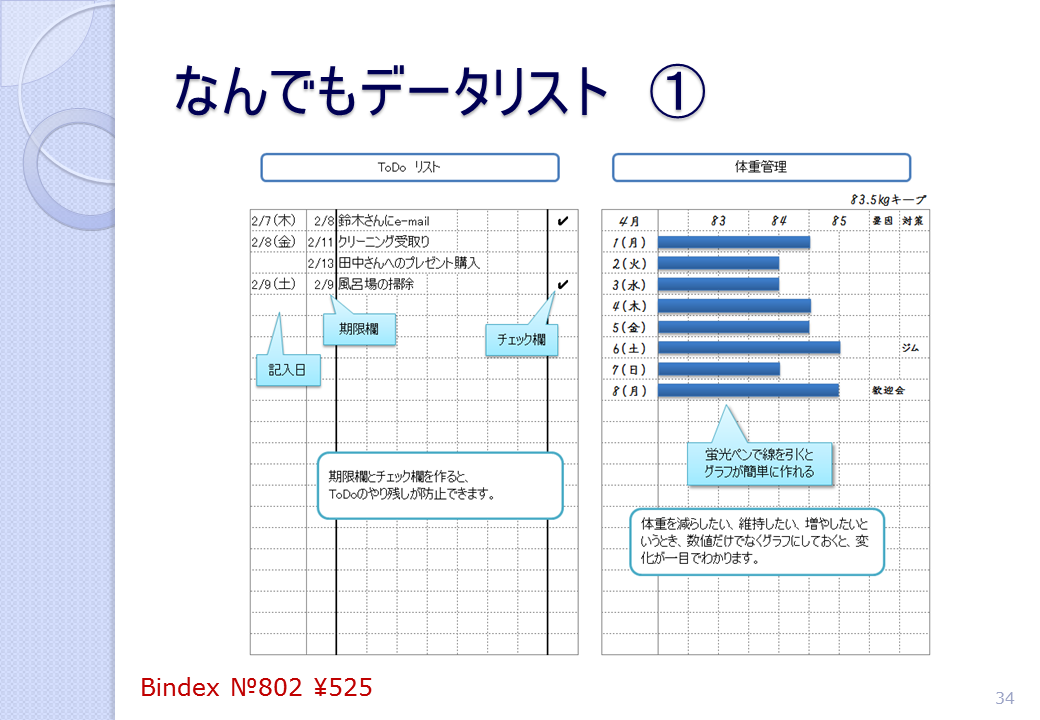 なんでもデータリスト ①
ToDo リスト
2/7(木) 2/8 鈴木さんにe-mail ✔
2/8(金) 2/11 クリーニング受取り
2/13 田中さんへのプレゼント購入
2/9(土) 2/9 風呂場の掃除 ✔
期限欄
チェック欄
記入日
期限欄とチェック欄を作ると、
ToDoのやり残しが防止できます。
体重管理
83.5kgキープ
4月 83 84 85 要因 対策
1(月)
2(火)
3(水)
4(木)
5(金)
6(土) ジム
7(日)
8(月) 歓迎会
蛍光ペンで線を引くと
グラフが簡単に作れる
体重を減らしたい、維持したい、増やしたいと
いうとき、数値だけでなくグラフにしておくと、変
化が一目でわかります。
Bindex №802 ¥525
34